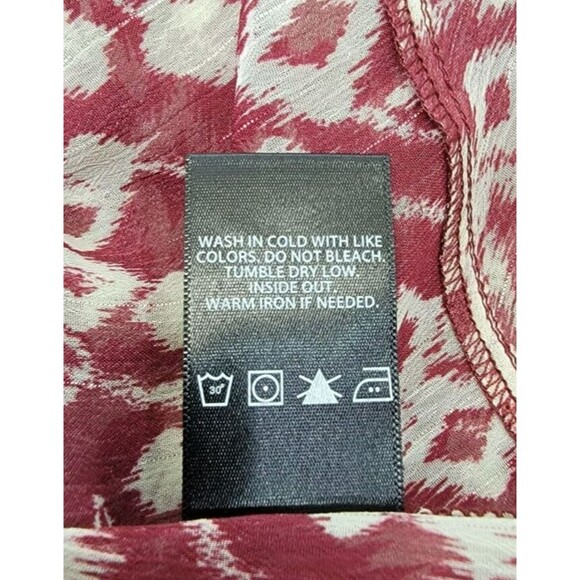 WASH IN COLD WITH LIKE
COLORS. DO NOT BLEACH.
TUMBLE DRY LOW
INSIDE OUT.
WARM IRON IF NEEDED.
30°